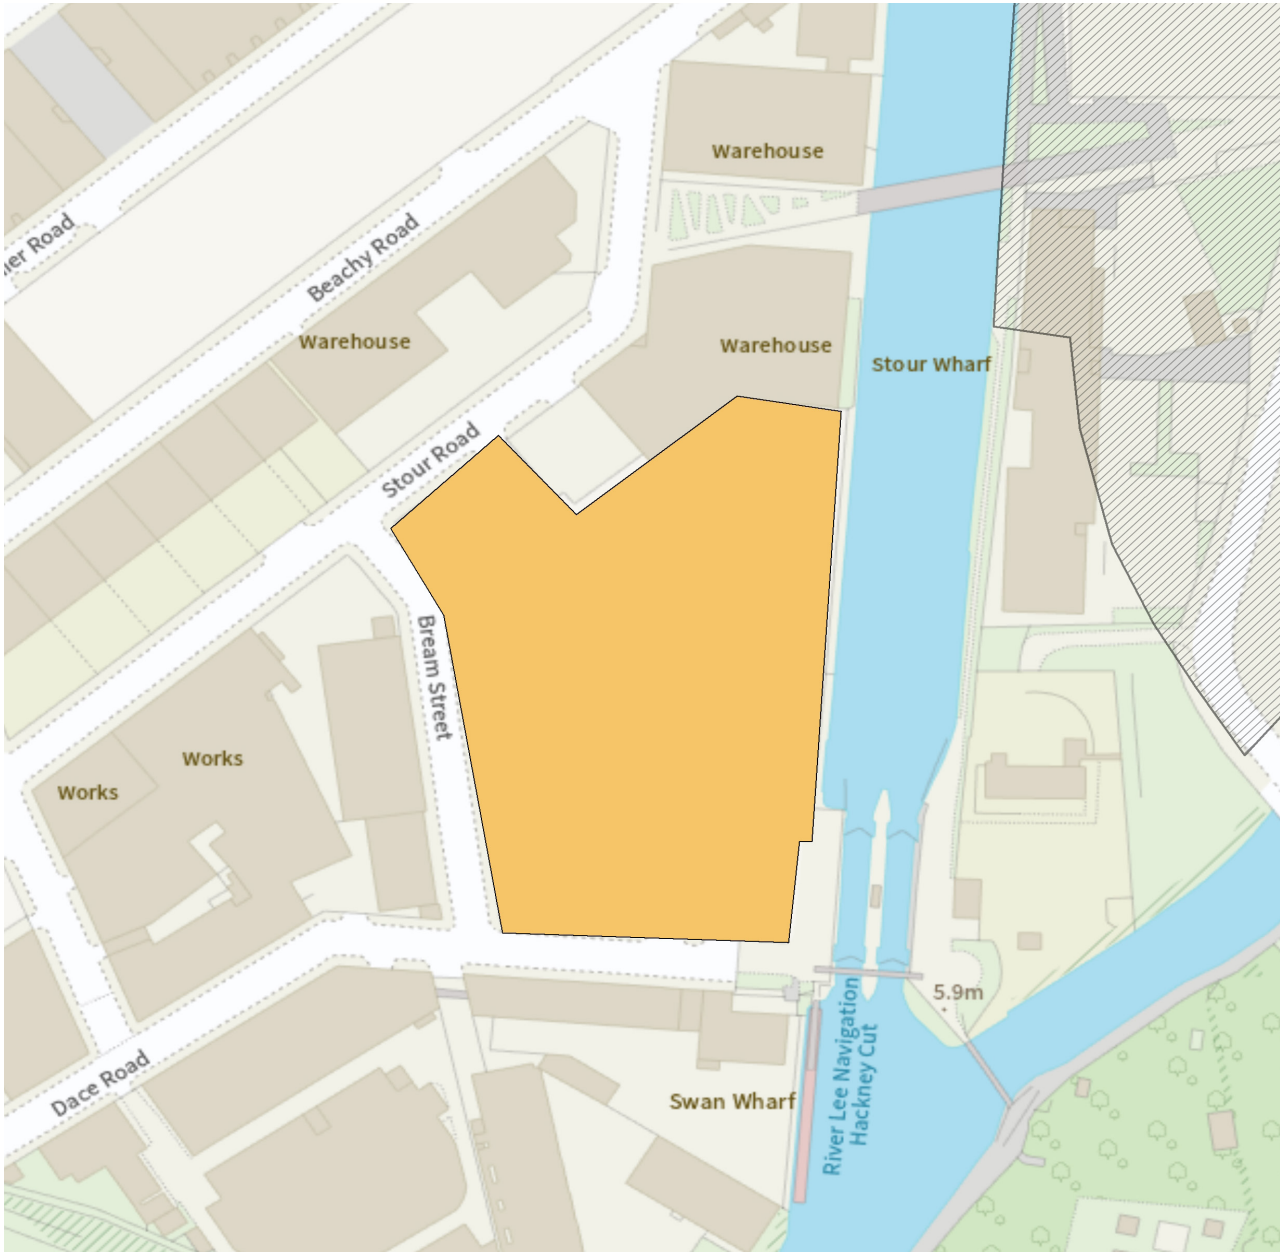 Warehouse
Road
Beachy Road
Warehouse
Warehouse
Stour Wharf
Stour Road
Bream Street
Works
Works
5.9m
River Lee Navigation
Hackney Cut
Dace Road
Swan Wharf